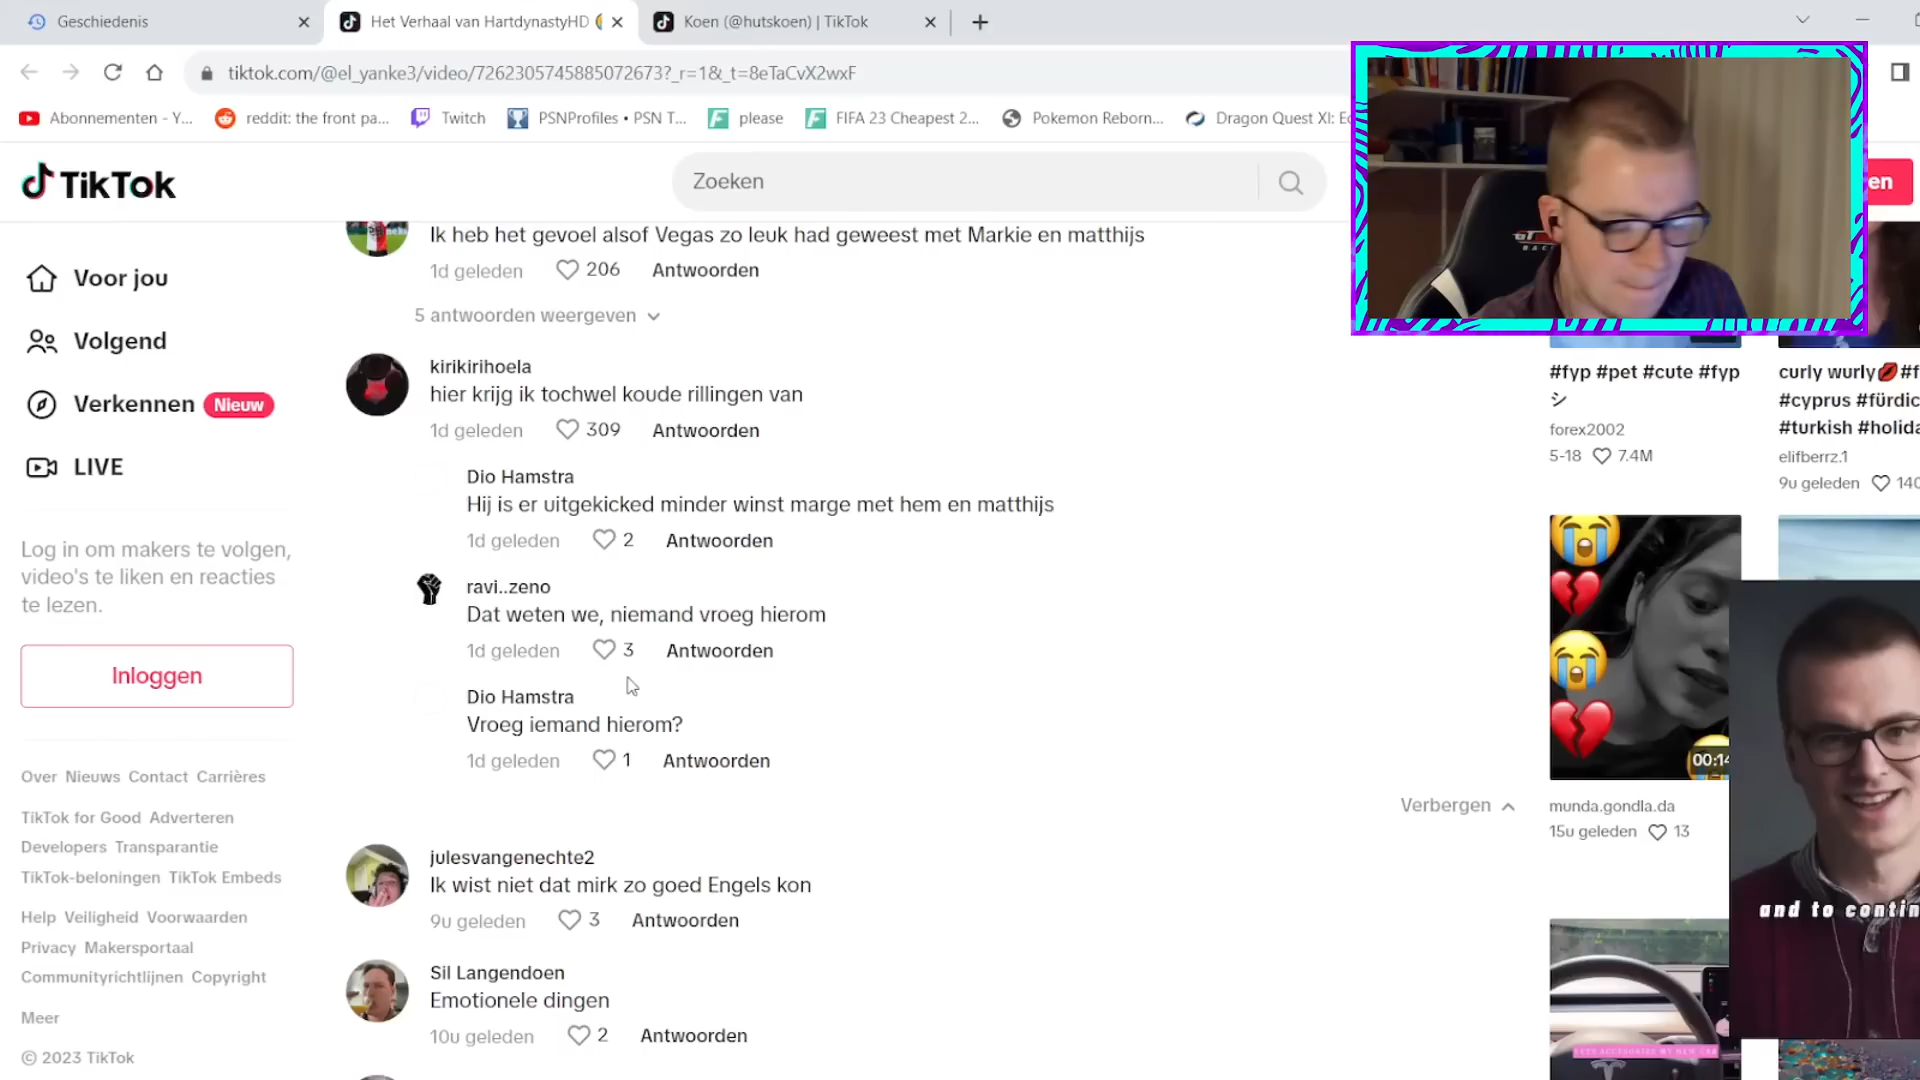 Geschiedenis
Het Verhaal van HartdynastyHD
Koen (@hutskoen) | TikTok
tiktok.com/@el_yanke3/video/7262305745885072673?_r=1&_t=8eTaCvX2wxF
Abonnementen - Y...
reddit: the front pa...
Twitch
PSNProfiles • PSN T...
please
FIFA 23 Cheapest 2...
Pokemon Reborn...
Dragon Quest XI: Ec
TikTok
Zoeken
en
Voor jou
Volgend
Verkennen Nieuw
LIVE
Log in om makers te volgen,
video's te liken en reacties
te lezen.
Inloggen
Over Nieuws Contact Carrières
TikTok for Good Adverteren
Developers Transparantie
TikTok-beloningen TikTok Embeds
Help Veiligheid Voorwaarden
Privacy Makersportaal
Communityrichtlijnen Copyright
Meer
© 2023 TikTok
Ik heb het gevoel alsof Vegas zo leuk had geweest met Markie en matthijs
1d geleden 206 Antwoorden
5 antwoorden weergeven
kirikirihoela
hier krijg ik tochwel koude rillingen van
1d geleden 309 Antwoorden
Dio Hamstra
Hij is er uitgekicked minder winst marge met hem en matthijs
1d geleden 2 Antwoorden
ravi..zeno
Dat weten we, niemand vroeg hierom
1d geleden 3 Antwoorden
Dio Hamstra
Vroeg iemand hierom?
1d geleden 1 Antwoorden
Verbergen
julesvangenechte2
Ik wist niet dat mirk zo goed Engels kon
9u geleden 3 Antwoorden
Sil Langendoen
Emotionele dingen
10u geleden 2 Antwoorden
#fyp #pet #cute #fyp
シ
forex2002
5-18 7.4M
curly wurly💋#f
#cyprus #fürdic
#turkish #holida
elifberrz.1
9u geleden 140
00:14
munda.gondla.da
15u geleden 13
and to contin